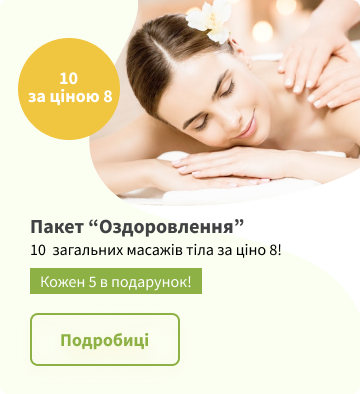 10
за ціною 8
Пакет “Оздоровлення”
10 загальних масажів тіла за ціно 8!
Кожен 5 в подарунок!
Подробиці